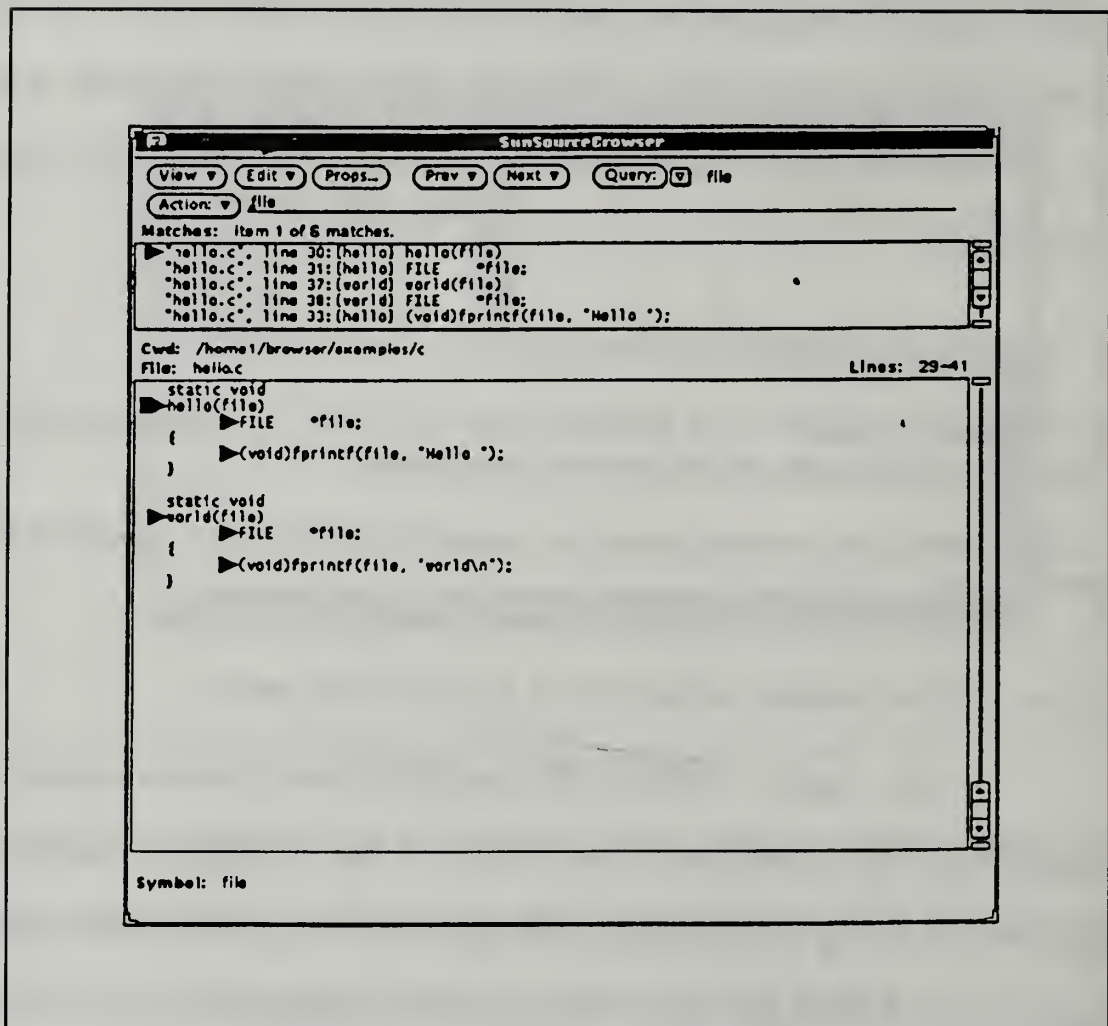 SunSourceBrowser
View Edit Props... Prev Next Query: file
Action: file
Matches: item 1 of 6 matches.
"hello.c", line 30:[hello] hello(file)
"hello.c", line 31:[hello] FILE *file;
"hello.c", line 37:[world] world(file)
"hello.c", line 38:[world] FILE *file;
"hello.c", line 33:[hello] (void)fprintf(file, "Hello ");
Cwd: /home1/browser/examples/c
File: hello.c Lines: 29-41
static void
hello(file)
FILE *file;
{
(void)fprintf(file, "Hello ");
}
static void
world(file)
FILE *file;
{
(void)fprintf(file, "world\n");
}
Symbol: file